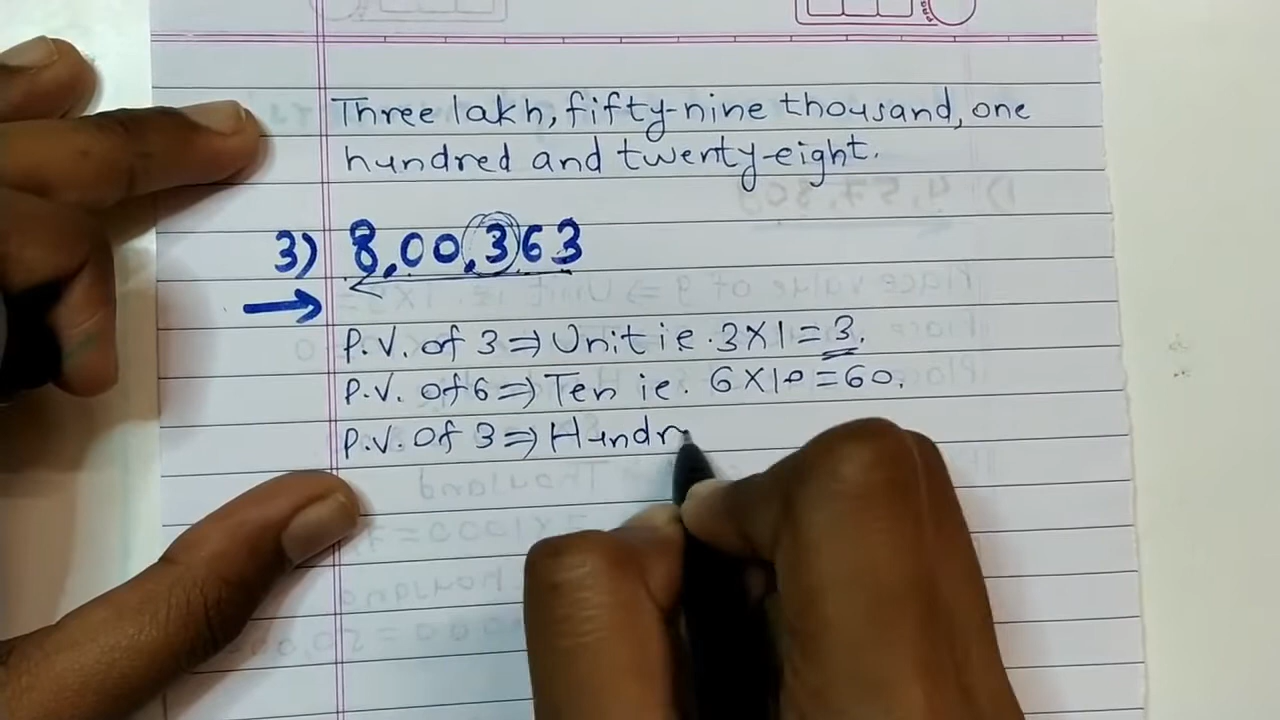 Three lakh, fifty-nine thousand, one
hundred and twenty-eight.
3) 8,00,363
P.V. of 3 ⇒ Unit ie. 3 X 1 = 3.
P.V. of 6 ⇒ Ten ie. 6 X 10 = 60.
P.V. Of 3 ⇒ Hundr